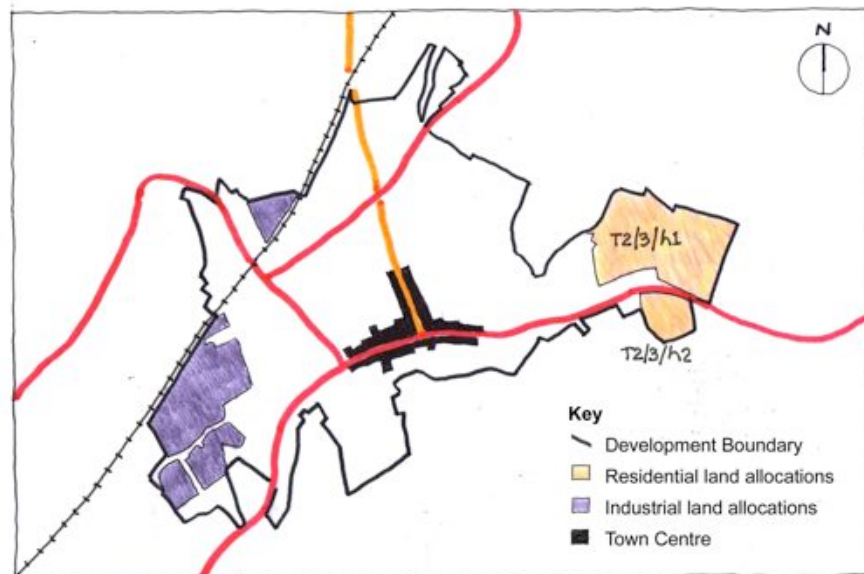 N
T2/3/h1
T2/3/h2
Key
Development Boundary
Residential land allocations
Industrial land allocations
Town Centre